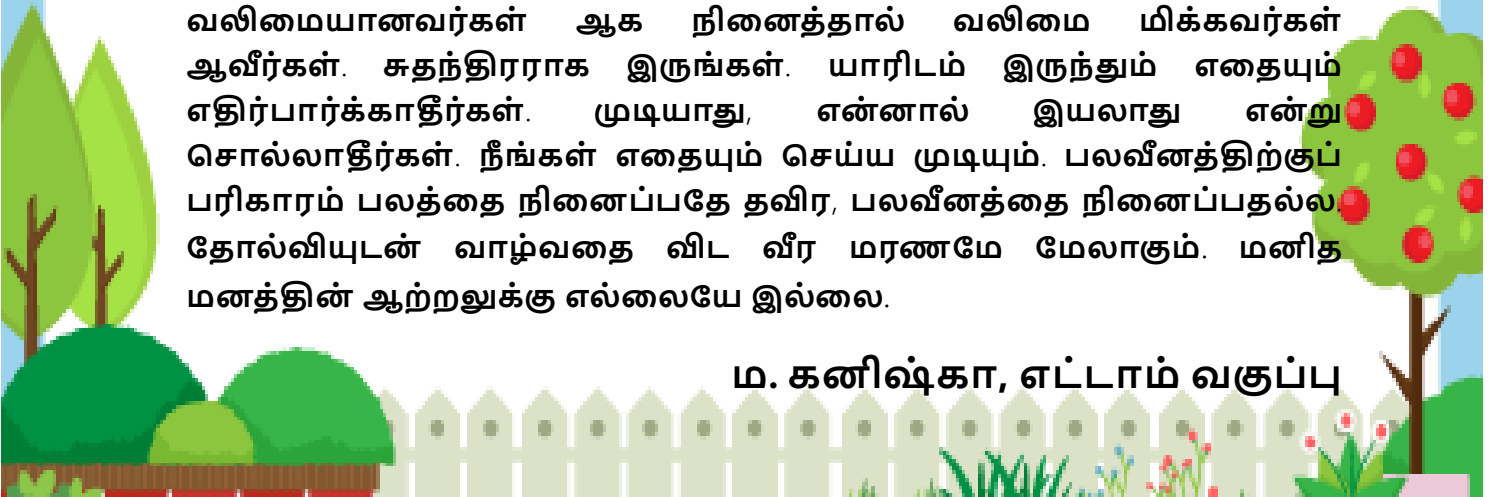 வலிமையானவர்கள் ஆக நினைத்தால் வலிமை மிக்கவர்கள்
ஆவீர்கள். சுதந்திரராக இருங்கள். யாரிடம் இருந்தும் எதையும்
எதிர்பார்க்காதீர்கள். முடியாது, என்னால் இயலாது என்று
சொல்லாதீர்கள். நீங்கள் எதையும் செய்ய முடியும். பலவீனத்திற்குப்
பரிகாரம் பலத்தை நினைப்பதே தவிர, பலவீனத்தை நினைப்பதல்ல.
தோல்வியுடன் வாழ்வதை விட வீர மரணமே மேலாகும். மனித
மனத்தின் ஆற்றலுக்கு எல்லையே இல்லை.
ம. கனிஷ்கா, எட்டாம் வகுப்பு